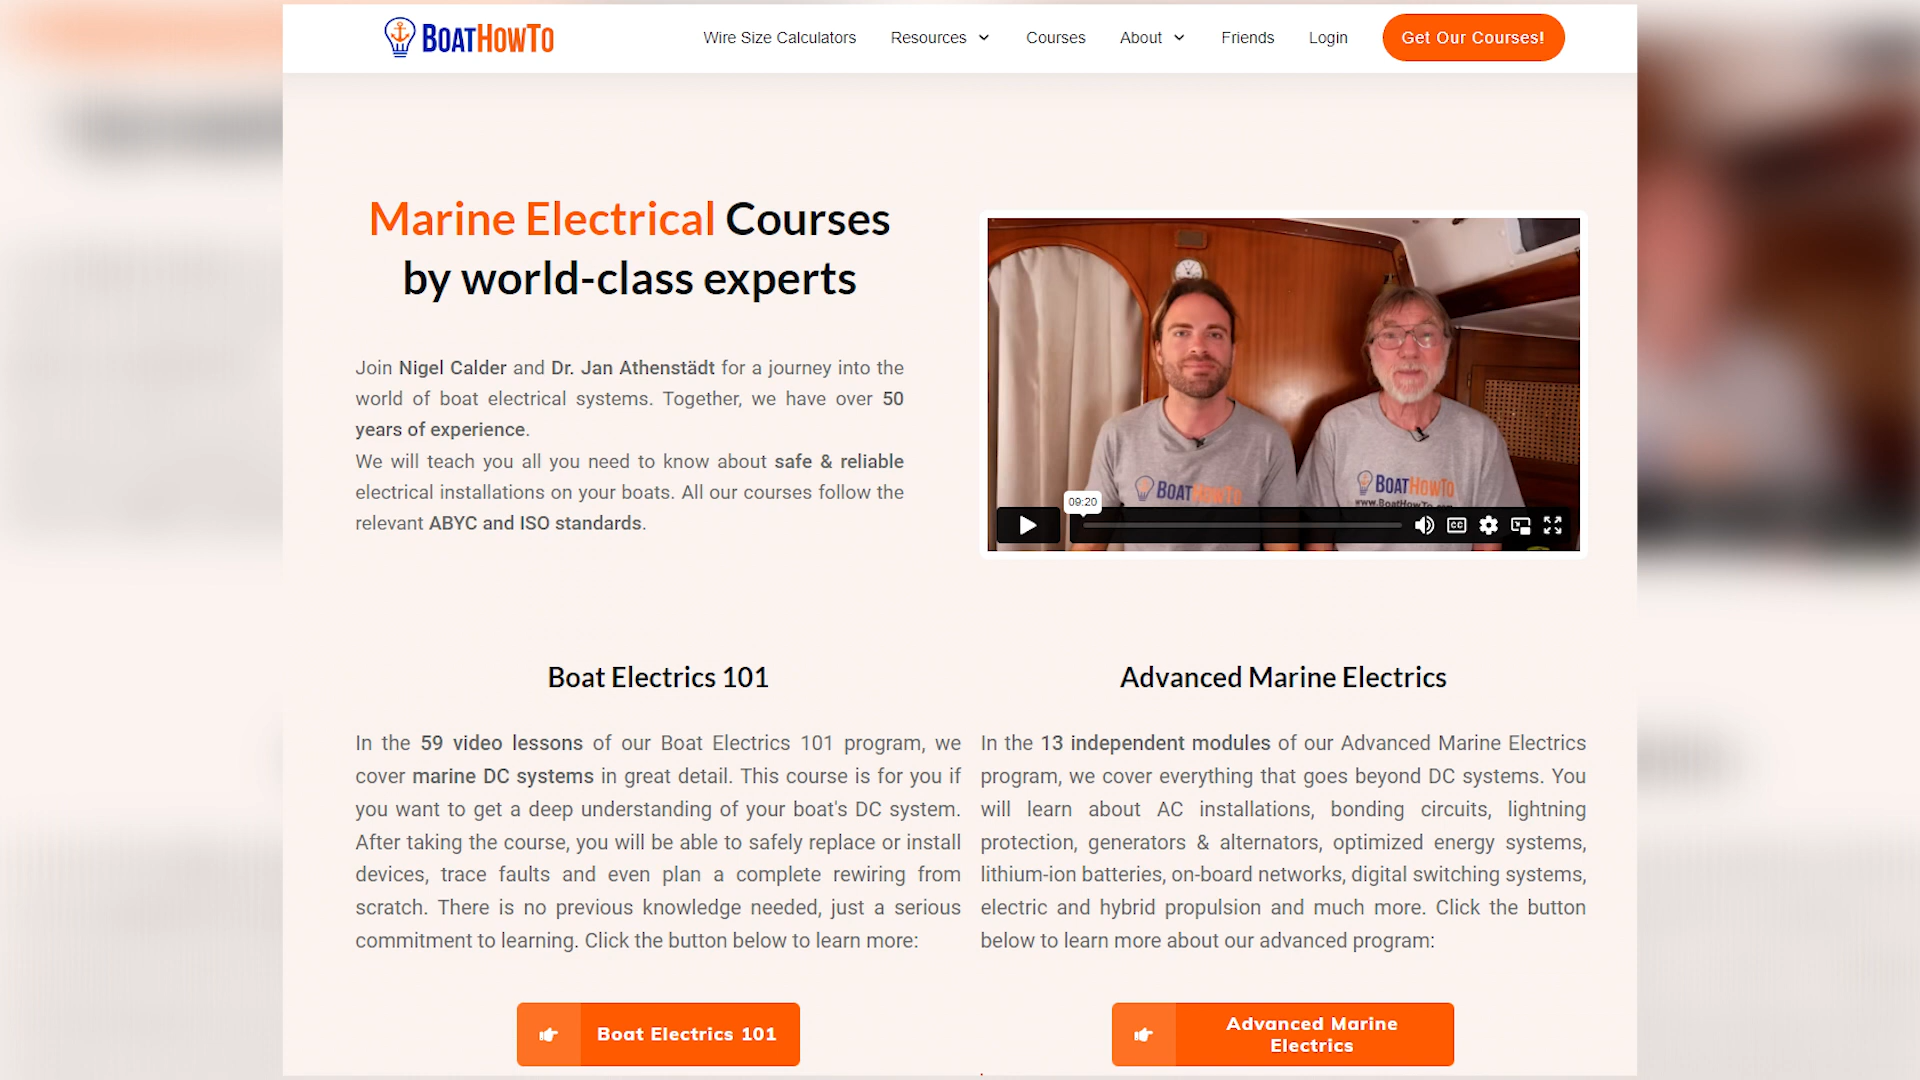 BOATHOWTO
Wire Size Calculators
Resources
Courses
About
Friends
Login
Get Our Courses!
Marine Electrical Courses
by world-class experts
Join Nigel Calder and Dr. Jan Athenstädt for a journey into the
world of boat electrical systems. Together, we have over 50
years of experience.
We will teach you all you need to know about safe & reliable
electrical installations on your boats. All our courses follow the
relevant ABYC and ISO standards.
BOATHOWTO
BOATHOWTO
www.BoatHowTo.com
09:20
CC
Boat Electrics 101
In the 59 video lessons of our Boat Electrics 101 program, we
cover marine DC systems in great detail. This course is for you if
you want to get a deep understanding of your boat's DC system.
After taking the course, you will be able to safely replace or install
devices, trace faults and even plan a complete rewiring from
scratch. There is no previous knowledge needed, just a serious
commitment to learning. Click the button below to learn more:
Boat Electrics 101
Advanced Marine Electrics
In the 13 independent modules of our Advanced Marine Electrics
program, we cover everything that goes beyond DC systems. You
will learn about AC installations, bonding circuits, lightning
protection, generators & alternators, optimized energy systems,
lithium-ion batteries, on-board networks, digital switching systems,
electric and hybrid propulsion and much more. Click the button
below to learn more about our advanced program:
Advanced Marine
Electrics